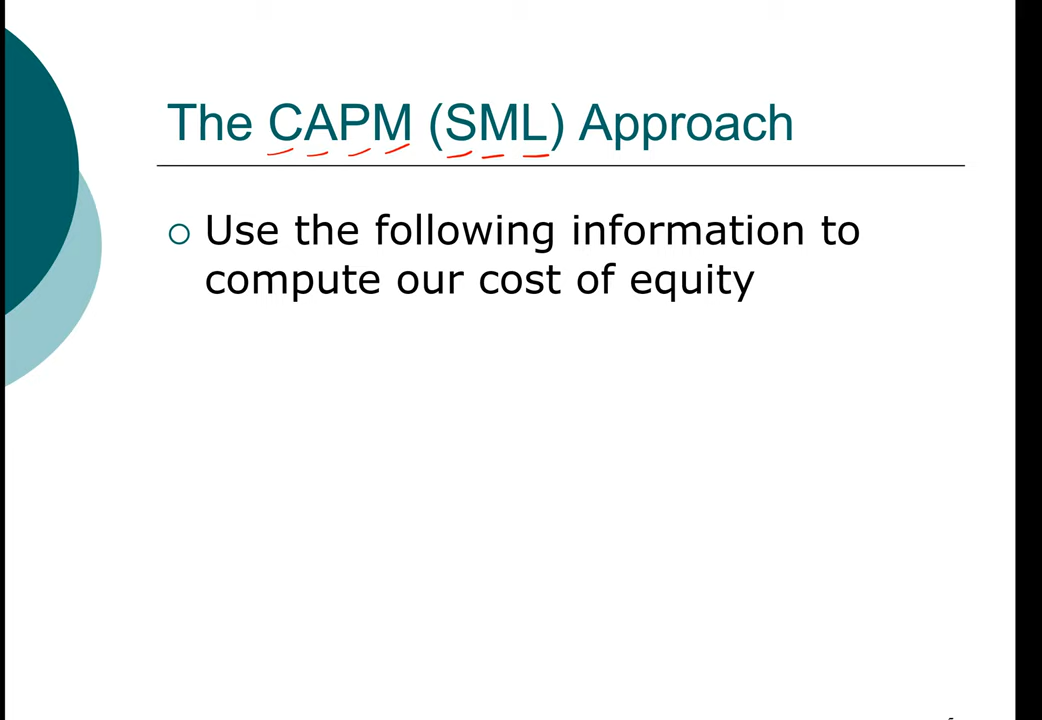 The CAPM (SML) Approach
Use the following information to
compute our cost of equity